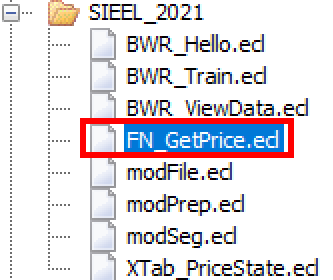 SIEEL_2021
BWR_Hello.ecl
BWR_Train.ecl
BWR_ViewData.ecl
FN_GetPrice.ecl
modFile.ecl
modPrep.ecl
modSeg.ecl
XTab_PriceState.ecl